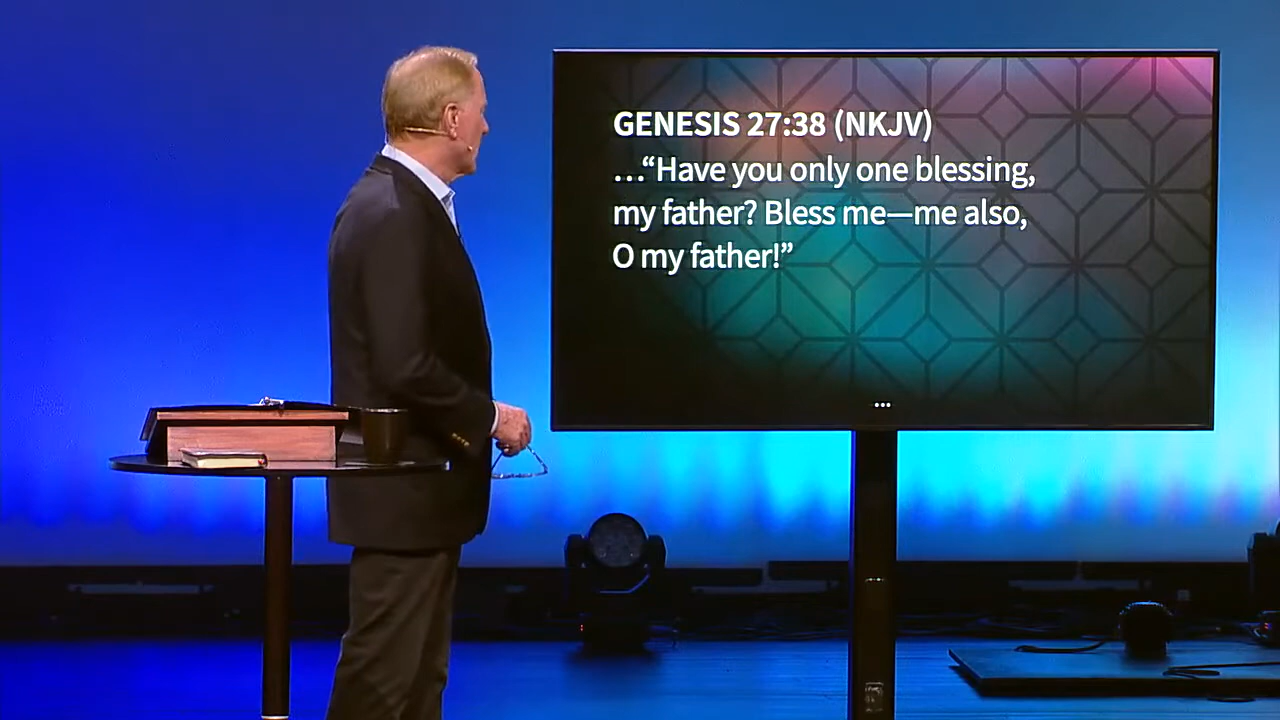 GENESIS 27:38 (NKJV)
…“Have you only one blessing,
my father? Bless me—me also,
O my father!”